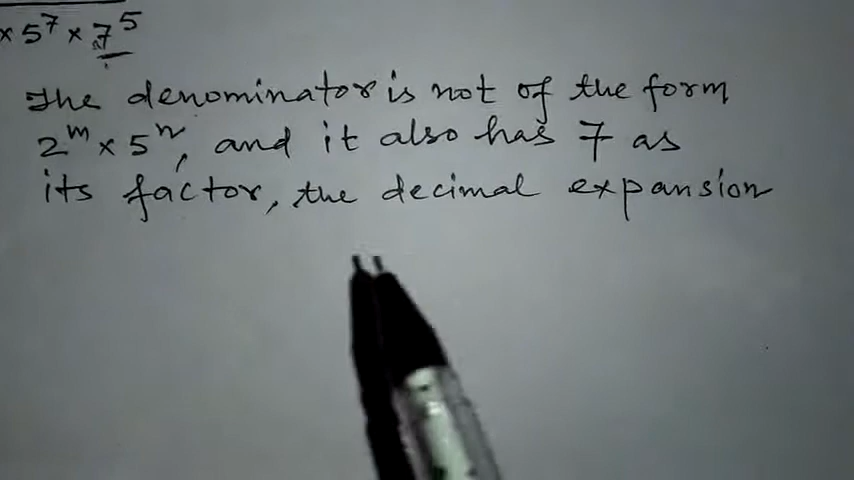 × 5⁷ × 7⁵
The denominator is not of the form
2ᵐ × 5ⁿ, and it also has 7 as
its factor, the decimal expansion